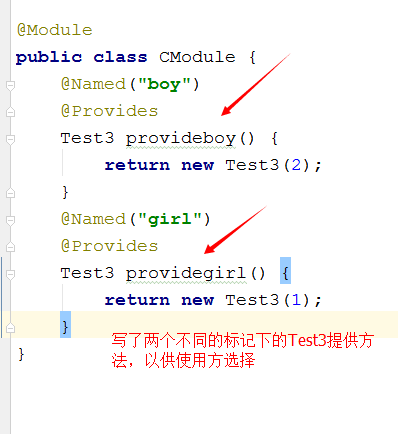 @Module
public class CModule {
@Named("boy")
@Provides
Test3 provideboy() {
return new Test3(2);
}
@Named("girl")
@Provides
Test3 providegirl() {
return new Test3(1);
}
写了两个不同的标记下的Test3提供方
法，以供使用方选择
}